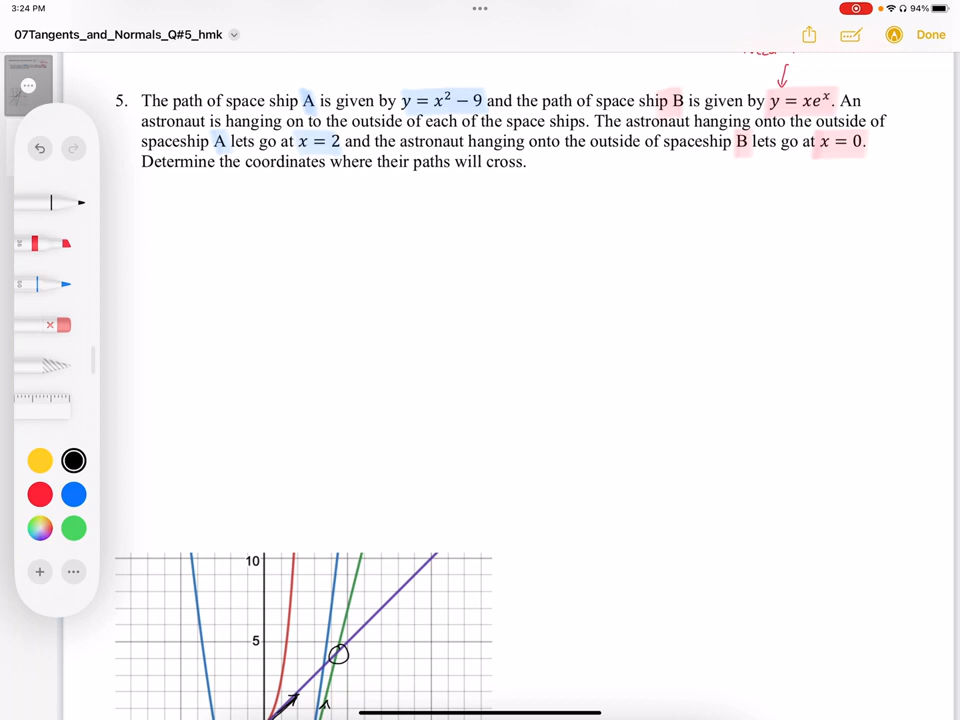 3:24 PM
94%
07Tangents_and_Normals_Q#5_hmk
Done
5. The path of space ship A is given by y = x² − 9 and the path of space ship B is given by y = xeˣ. An
astronaut is hanging on to the outside of each of the space ships. The astronaut hanging onto the outside of
spaceship A lets go at x = 2 and the astronaut hanging onto the outside of spaceship B lets go at x = 0.
Determine the coordinates where their paths will cross.
10
5